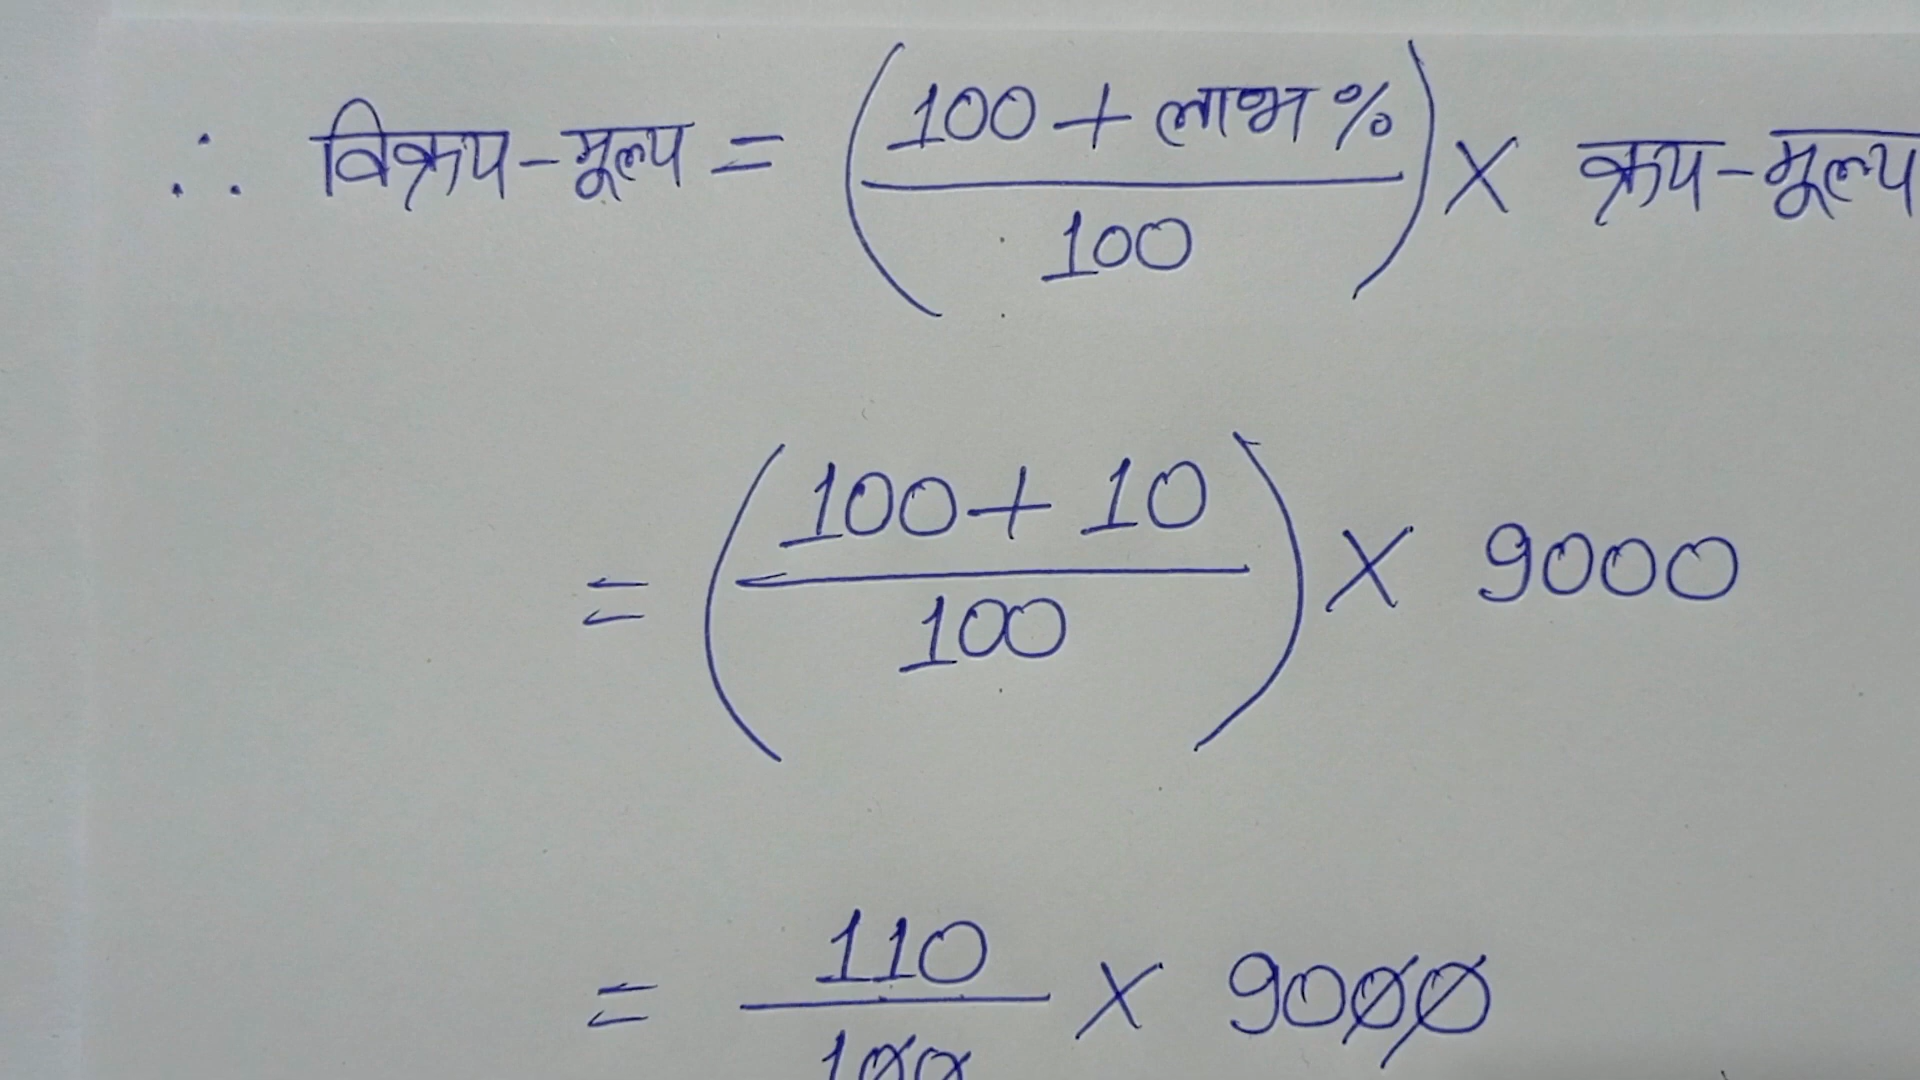 ∴ विक्रय-मूल्य = (100 + लाभ % / 100) × क्रय-मूल्य
= (100 + 10 / 100) × 9000
= 110 / 100 × 9000